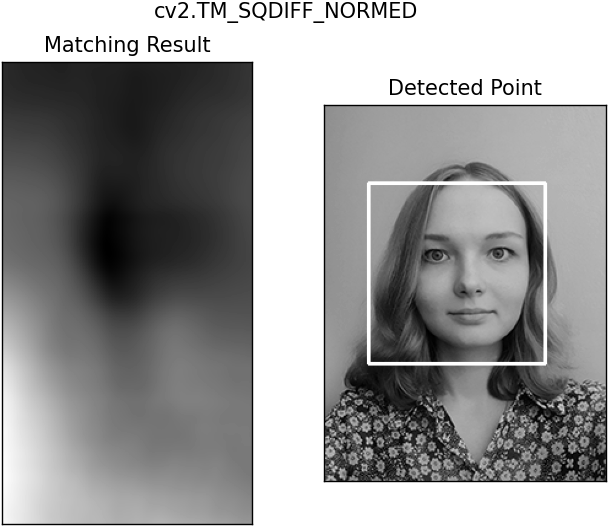 cv2.TM_SQDIFF_NORMED
Matching Result
Detected Point